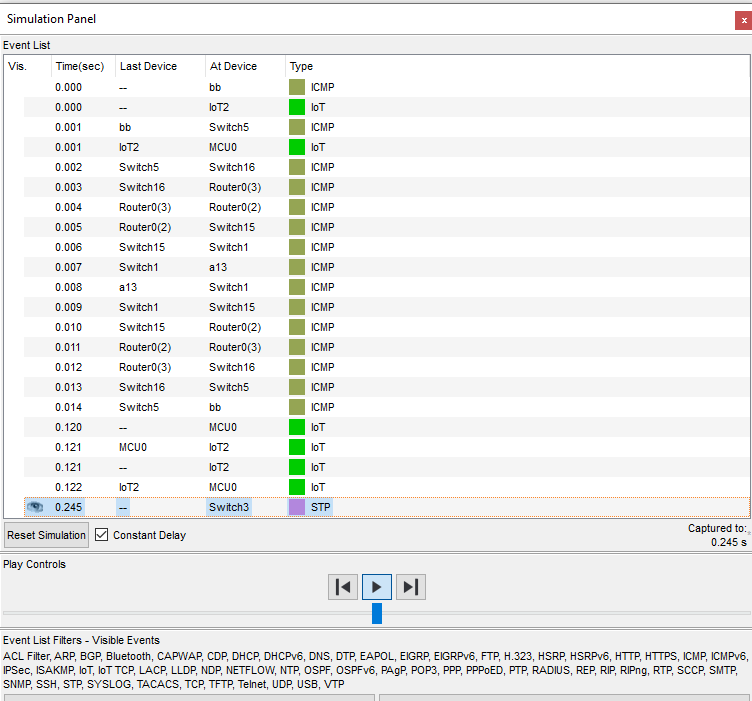 Simulation Panel
x
Event List
Vis. Time(sec) Last Device At Device Type
0.000 -- bb ICMP
0.000 -- IoT2 IoT
0.001 bb Switch5 ICMP
0.001 IoT2 MCU0 IoT
0.002 Switch5 Switch16 ICMP
0.003 Switch16 Router0(3) ICMP
0.004 Router0(3) Router0(2) ICMP
0.005 Router0(2) Switch15 ICMP
0.006 Switch15 Switch1 ICMP
0.007 Switch1 a13 ICMP
0.008 a13 Switch1 ICMP
0.009 Switch1 Switch15 ICMP
0.010 Switch15 Router0(2) ICMP
0.011 Router0(2) Router0(3) ICMP
0.012 Router0(3) Switch16 ICMP
0.013 Switch16 Switch5 ICMP
0.014 Switch5 bb ICMP
0.120 -- MCU0 IoT
0.121 MCU0 IoT2 IoT
0.121 -- IoT2 IoT
0.122 IoT2 MCU0 IoT
0.245 -- Switch3 STP
Reset Simulation Constant Delay Captured to:
0.245 s
Play Controls
Event List Filters - Visible Events
ACL Filter, ARP, BGP, Bluetooth, CAPWAP, CDP, DHCP, DHCPv6, DNS, DTP, EAPOL, EIGRP, EIGRPv6, FTP, H.323, HSRP, HSRPv6, HTTP, HTTPS, ICMP, ICMPv6,
IPSec, ISAKMP, IoT, IoT TCP, LACP, LLDP, NDP, NETFLOW, NTP, OSPF, OSPFv6, PAgP, POP3, PPP, PPPoED, PTP, RADIUS, REP, RIP, RIPng, RTP, SCCP, SMTP,
SNMP, SSH, STP, SYSLOG, TACACS, TCP, TFTP, Telnet, UDP, USB, VTP